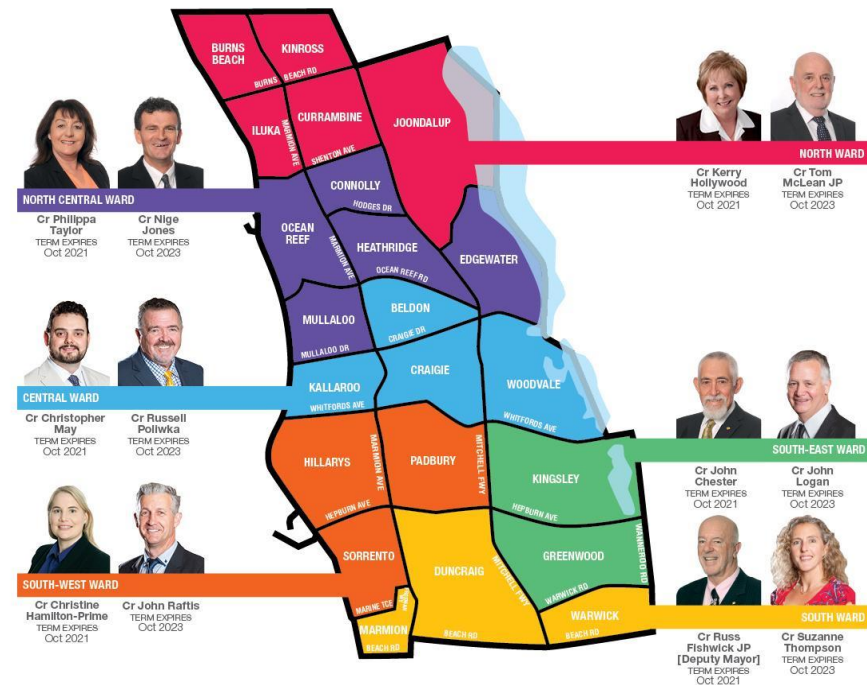 BURNS
BEACH
KINROSS
BURNS BEACH RD
ILUKA
MARMION AVE
CURRAMBINE
JOONDALUP
SHENTON AVE
NORTH WARD
Cr Kerry
Hollywood
TERM EXPIRES
Oct 2021
Cr Tom
McLean JP
TERM EXPIRES
Oct 2023
NORTH CENTRAL WARD
Cr Philippa
Taylor
TERM EXPIRES
Oct 2021
Cr Nige
Jones
TERM EXPIRES
Oct 2023
CONNOLLY
HODGES DR
OCEAN
REEF
MARMION AVE
HEATHRIDGE
OCEAN REEF RD
EDGEWATER
MULLALOO
MULLALOO DR
BELDON
CRAIGIE DR
CENTRAL WARD
Cr Christopher
May
TERM EXPIRES
Oct 2021
Cr Russell
Poliwka
TERM EXPIRES
Oct 2023
KALLAROO
WHITFORDS AVE
CRAIGIE
WOODVALE
WHITFORDS AVE
SOUTH-EAST WARD
Cr John
Chester
TERM EXPIRES
Oct 2021
Cr John
Logan
TERM EXPIRES
Oct 2023
HILLARYS
MARMION AVE
PADBURY
MITCHELL FWY
KINGSLEY
HEPBURN AVE
HEPBURN AVE
SOUTH-WEST WARD
Cr Christine
Hamilton-Prime
TERM EXPIRES
Oct 2021
Cr John Raftis
TERM EXPIRES
Oct 2023
SORRENTO
MARINE TCE
DUNCRAIG
MITCHELL FWY
GREENWOOD
WANNEROO RD
WARWICK RD
MARMION
BEACH RD
BEACH RD
WARWICK
BEACH RD
SOUTH WARD
Cr Russ
Fishwick JP
[Deputy Mayor]
TERM EXPIRES
Oct 2021
Cr Suzanne
Thompson
TERM EXPIRES
Oct 2023